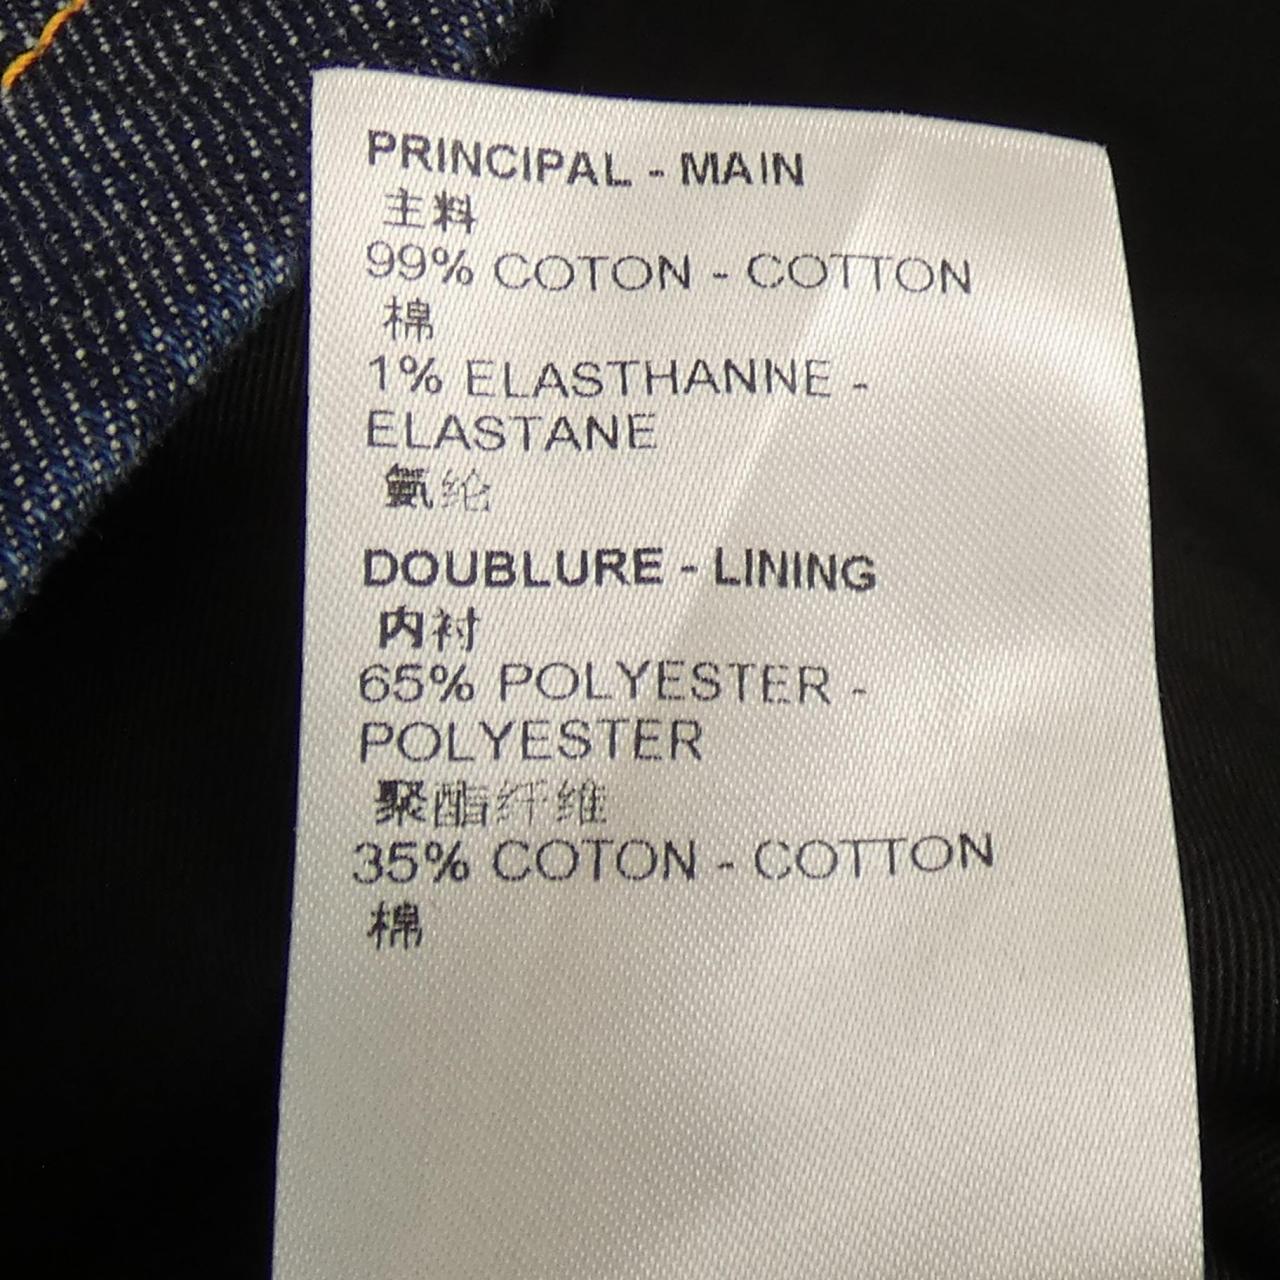 PRINCIPAL - MAIN
主料
99% COTON - COTTON
棉
1% ELASTHANNE -
ELASTANE
氨纶
DOUBLURE - LINING
内衬
65% POLYESTER -
POLYESTER
聚酯纤维
35% COTON - COTTON
棉